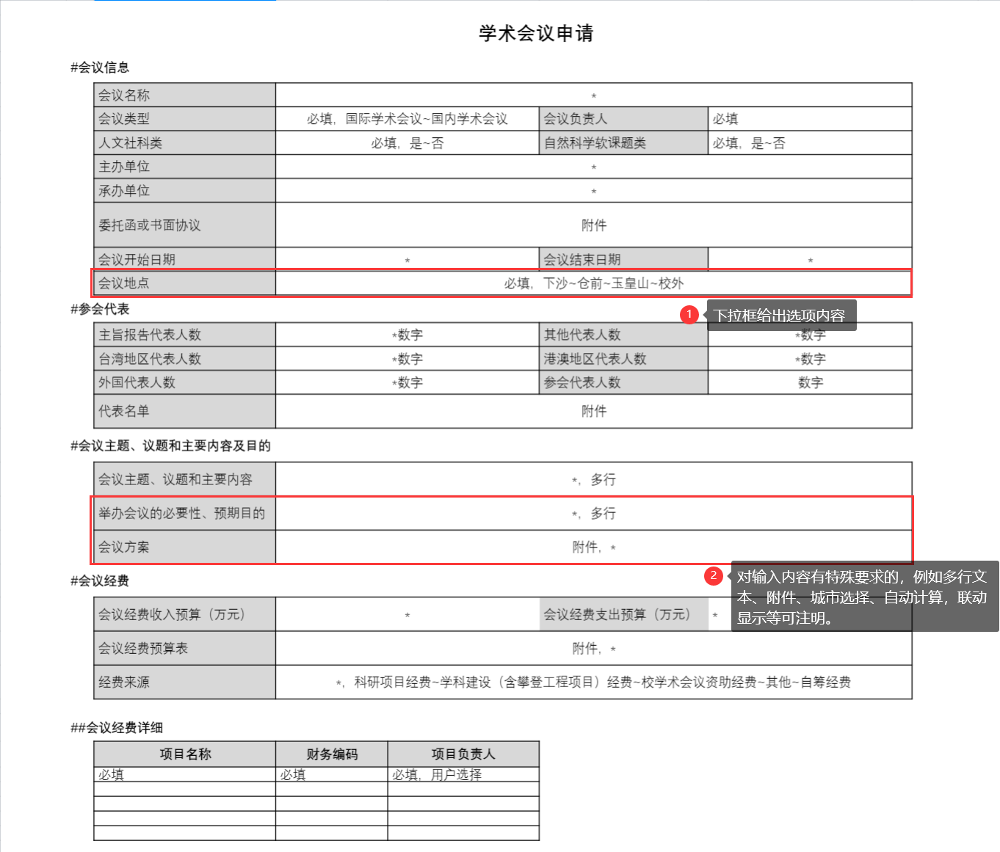 学术会议申请
#会议信息
会议名称 *
会议类型 必填，国际学术会议~国内学术会议 会议负责人 必填
人文社科类 必填，是~否 自然科学软课题类 必填，是~否
主办单位 *
承办单位 *
委托函或书面协议 附件
会议开始日期 * 会议结束日期 *
会议地点 必填，下沙~仓前~玉皇山~校外
#参会代表
1 下拉框给出选项内容
主旨报告代表人数 *数字 其他代表人数 *数字
台湾地区代表人数 *数字 港澳地区代表人数 *数字
外国代表人数 *数字 参会代表人数 数字
代表名单 附件
#会议主题、议题和主要内容及目的
会议主题、议题和主要内容 *，多行
举办会议的必要性、预期目的 *，多行
会议方案 附件，*
#会议经费
2 对输入内容有特殊要求的，例如多行文
本、附件、城市选择、自动计算，联动
显示等可注明。
会议经费收入预算（万元） * 会议经费支出预算（万元） *
会议经费预算表 附件，*
经费来源 *，科研项目经费~学科建设（含攀登工程项目）经费~校学术会议资助经费~其他~自筹经费
##会议经费详细
项目名称 财务编码 项目负责人
必填 必填 必填，用户选择